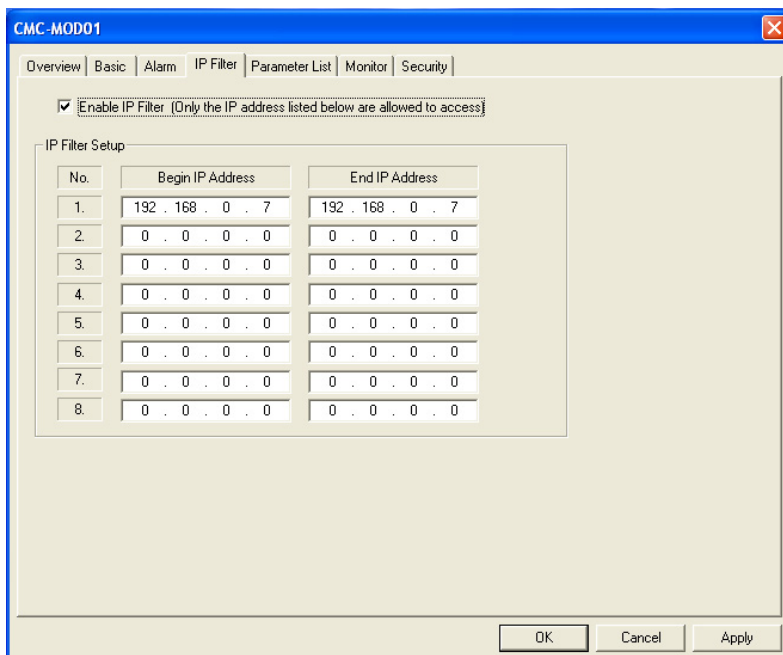 CMC-MOD01
Overview Basic Alarm IP Filter Parameter List Monitor Security
Enable IP Filter (Only the IP address listed below are allowed to access)
IP Filter Setup
No. Begin IP Address End IP Address
1. 192 . 168 . 0 . 7 192 . 168 . 0 . 7
2. 0 . 0 . 0 . 0 0 . 0 . 0 . 0
3. 0 . 0 . 0 . 0 0 . 0 . 0 . 0
4. 0 . 0 . 0 . 0 0 . 0 . 0 . 0
5. 0 . 0 . 0 . 0 0 . 0 . 0 . 0
6. 0 . 0 . 0 . 0 0 . 0 . 0 . 0
7. 0 . 0 . 0 . 0 0 . 0 . 0 . 0
8. 0 . 0 . 0 . 0 0 . 0 . 0 . 0
OK Cancel Apply